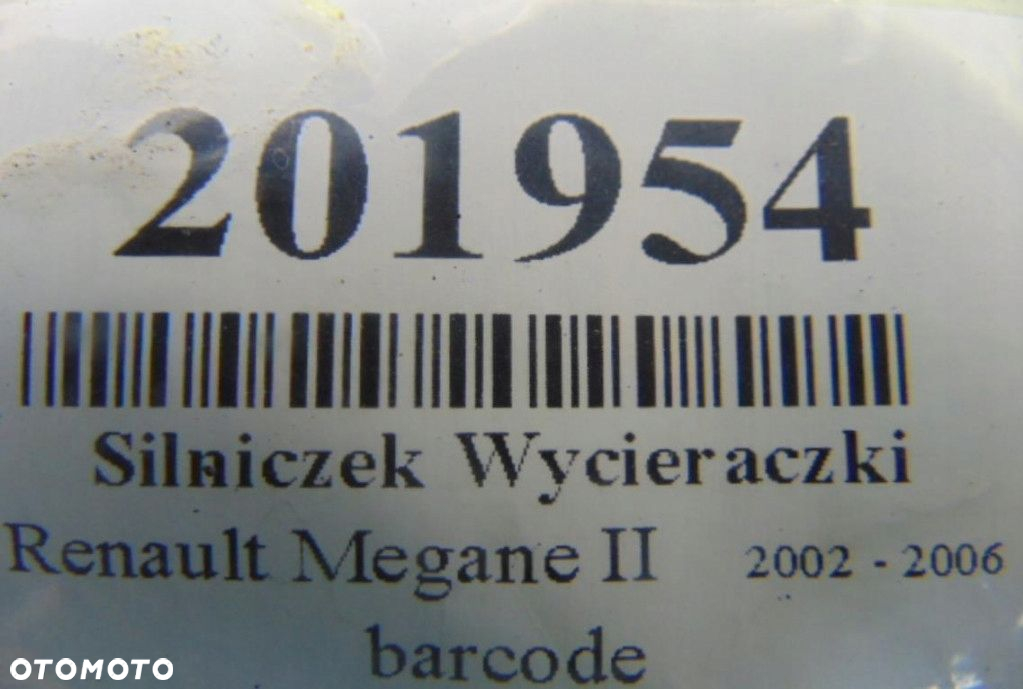 201954
Silniczek Wycieraczki
Renault Megane II 2002 - 2006
barcode
OTOMOTO